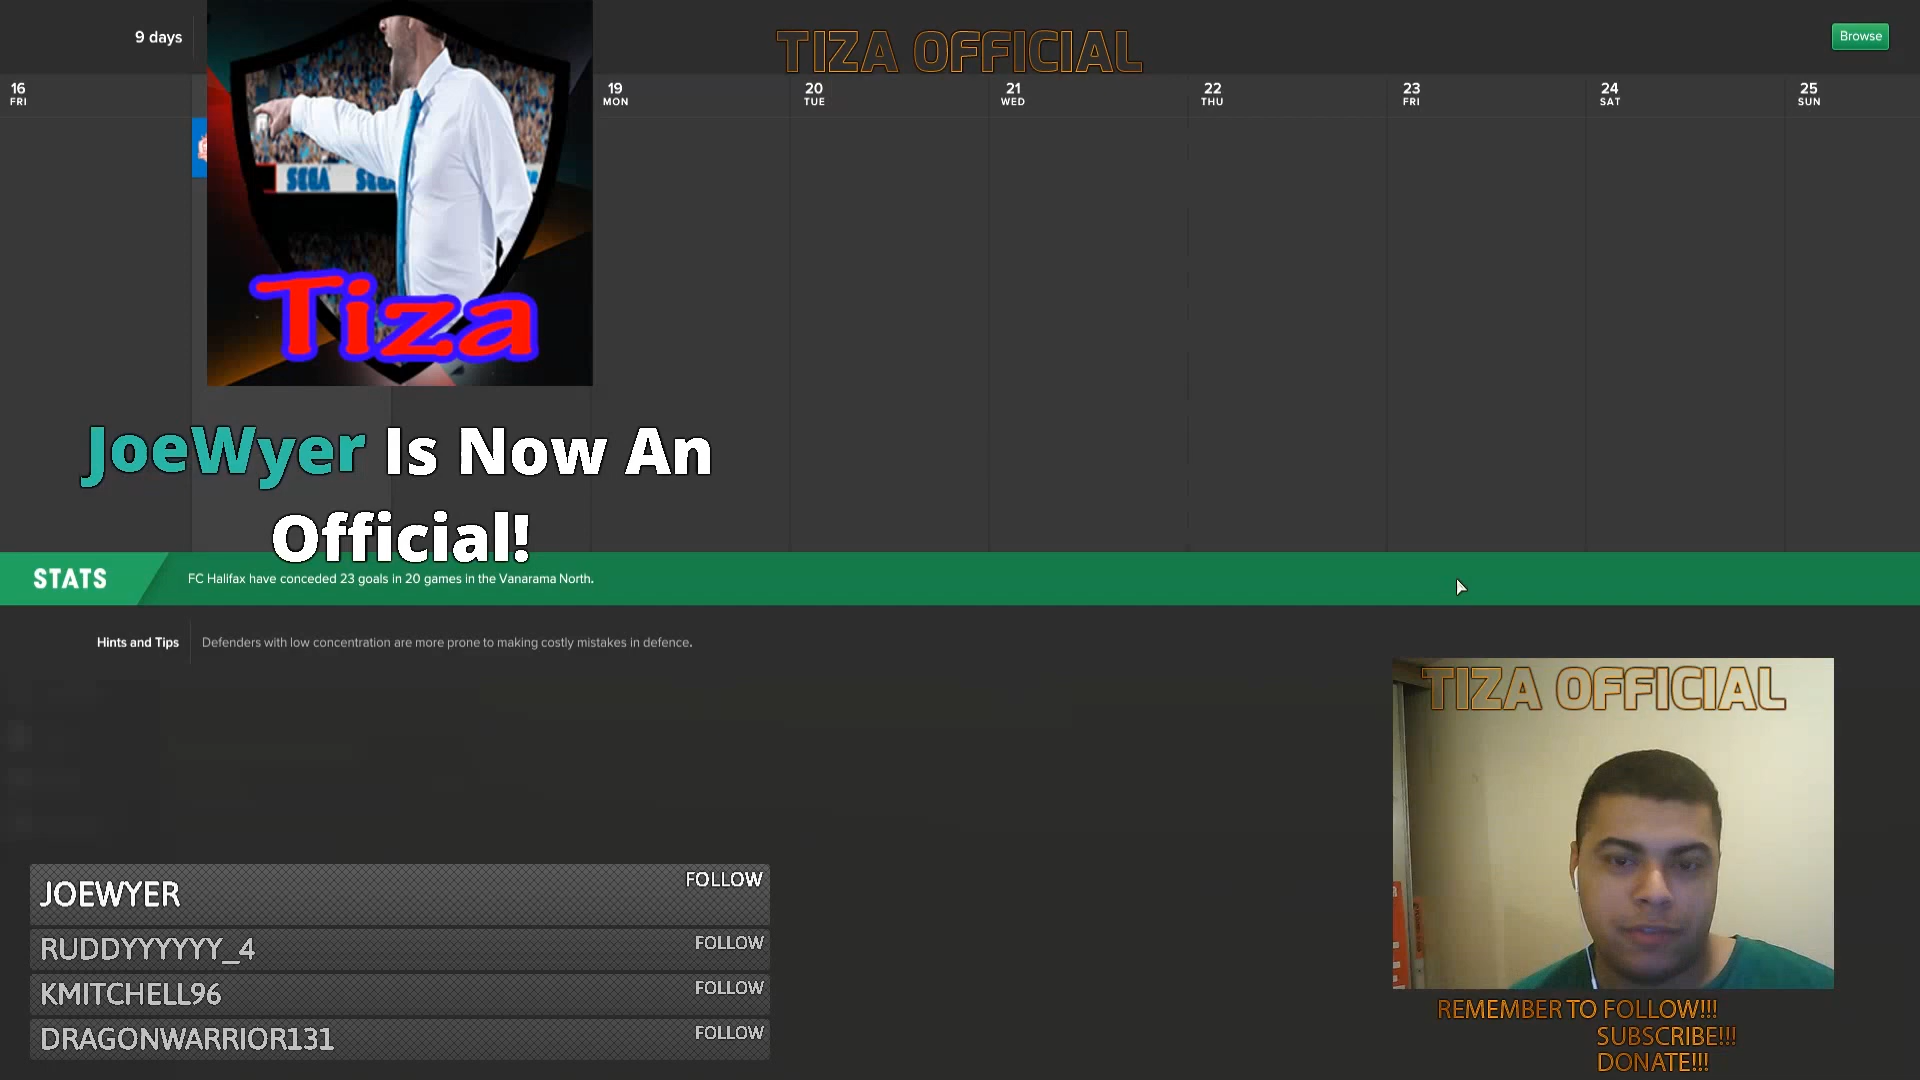 9 days
TIZA OFFICIAL
Browse
16
FRI
19
MON
20
TUE
21
WED
22
THU
23
FRI
24
SAT
25
SUN
SEGA
Tiza
JoeWyer Is Now An
Official!
STATS
FC Halifax have conceded 23 goals in 20 games in the Vanarama North.
Hints and Tips
Defenders with low concentration are more prone to making costly mistakes in defence.
TIZA OFFICIAL
JOEWYER FOLLOW
RUDDYYYYYY_4 FOLLOW
KMITCHELL96 FOLLOW
DRAGONWARRIOR131 FOLLOW
REMEMBER TO FOLLOW!!!
SUBSCRIBE!!!
DONATE!!!